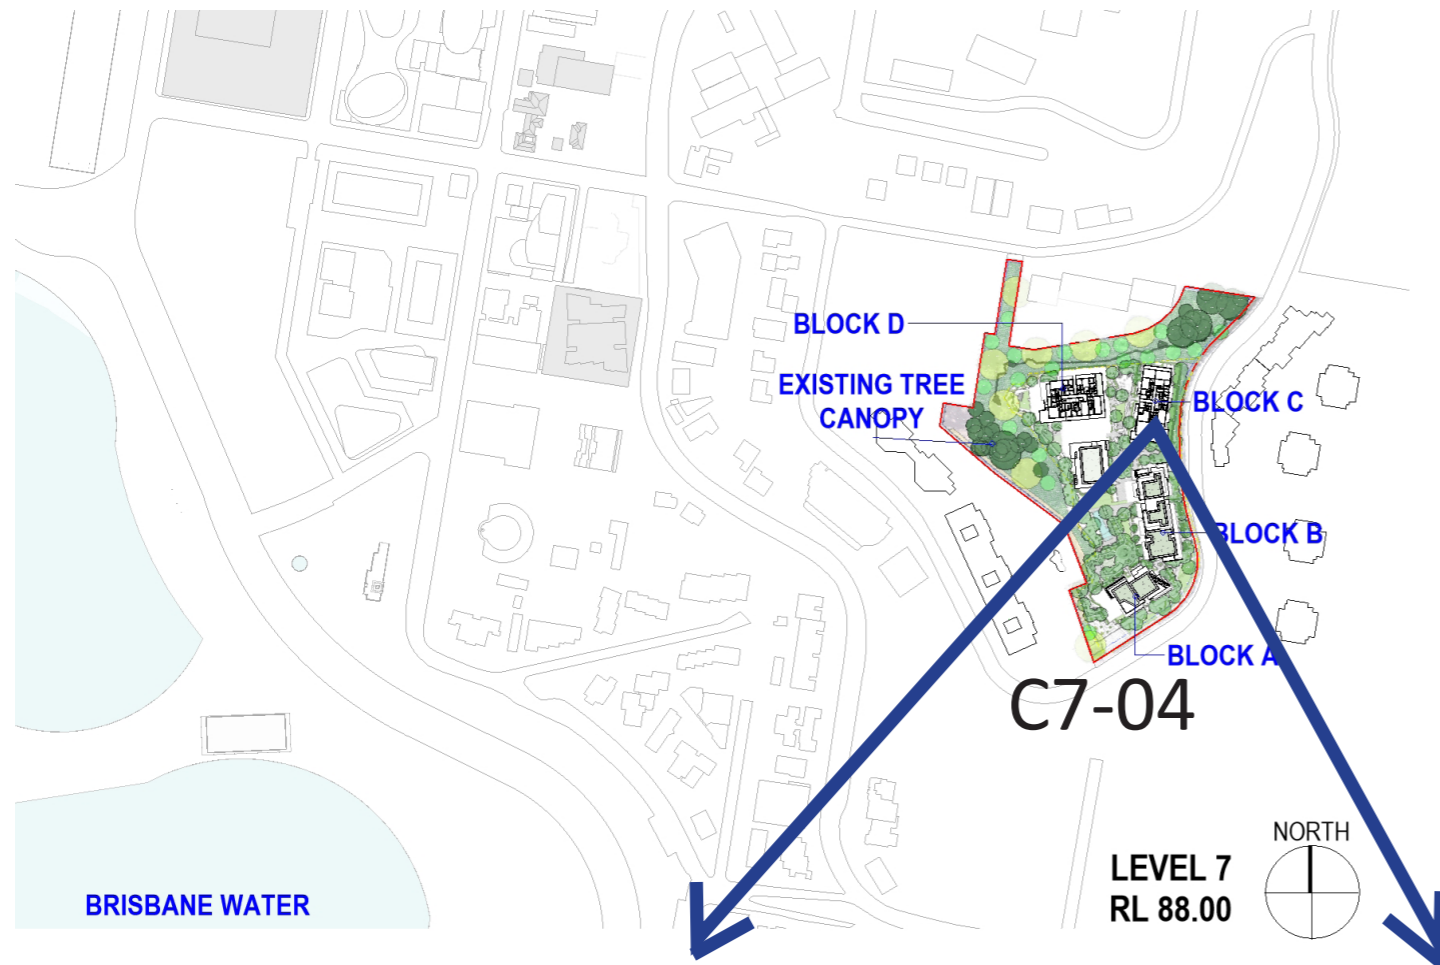 BLOCK D
EXISTING TREE
CANOPY
BLOCK C
BLOCK B
BLOCK A
C7-04
NORTH
LEVEL 7
RL 88.00
BRISBANE WATER